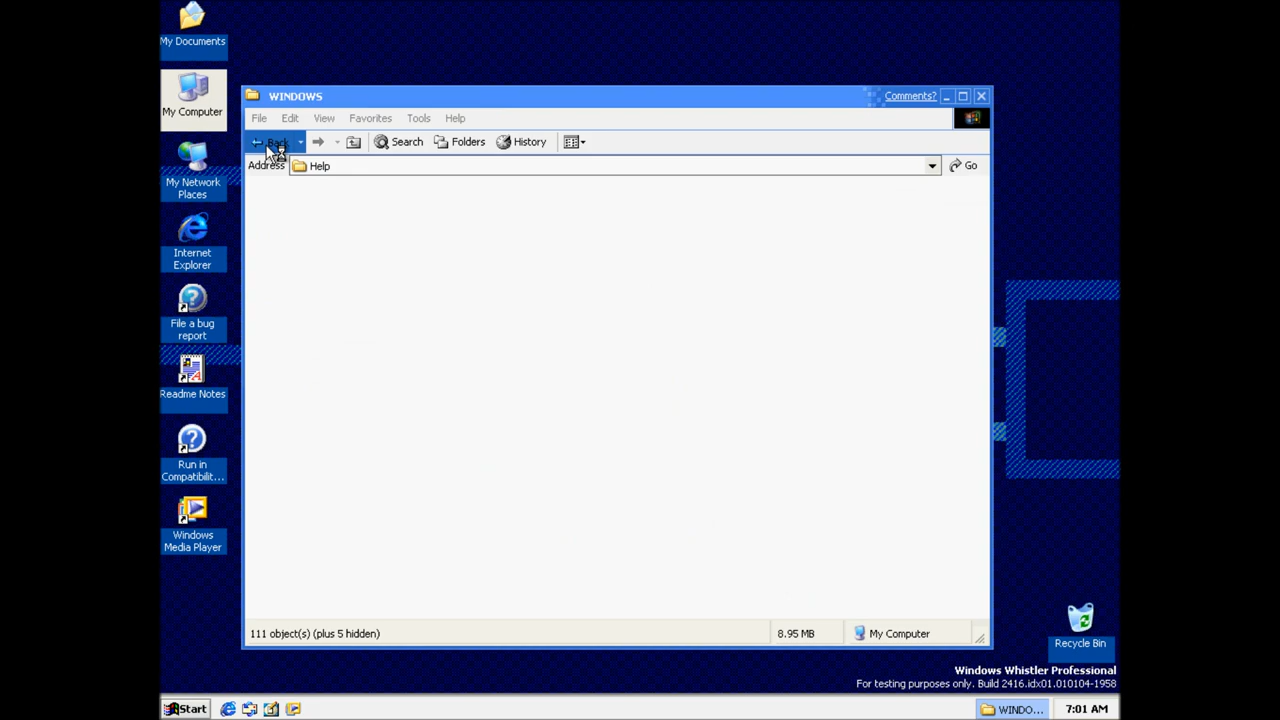 My Documents
My Computer
My Network
Places
Internet
Explorer
File a bug
report
Readme Notes
Run in
Compatibilit...
Windows
Media Player
WINDOWS
Comments?
File Edit View Favorites Tools Help
Back Search Folders History
Address Help Go
111 object(s) (plus 5 hidden) 8.95 MB My Computer
Recycle Bin
Windows Whistler Professional
For testing purposes only. Build 2416.idx01.010104-1958
Start WINDO... 7:01 AM